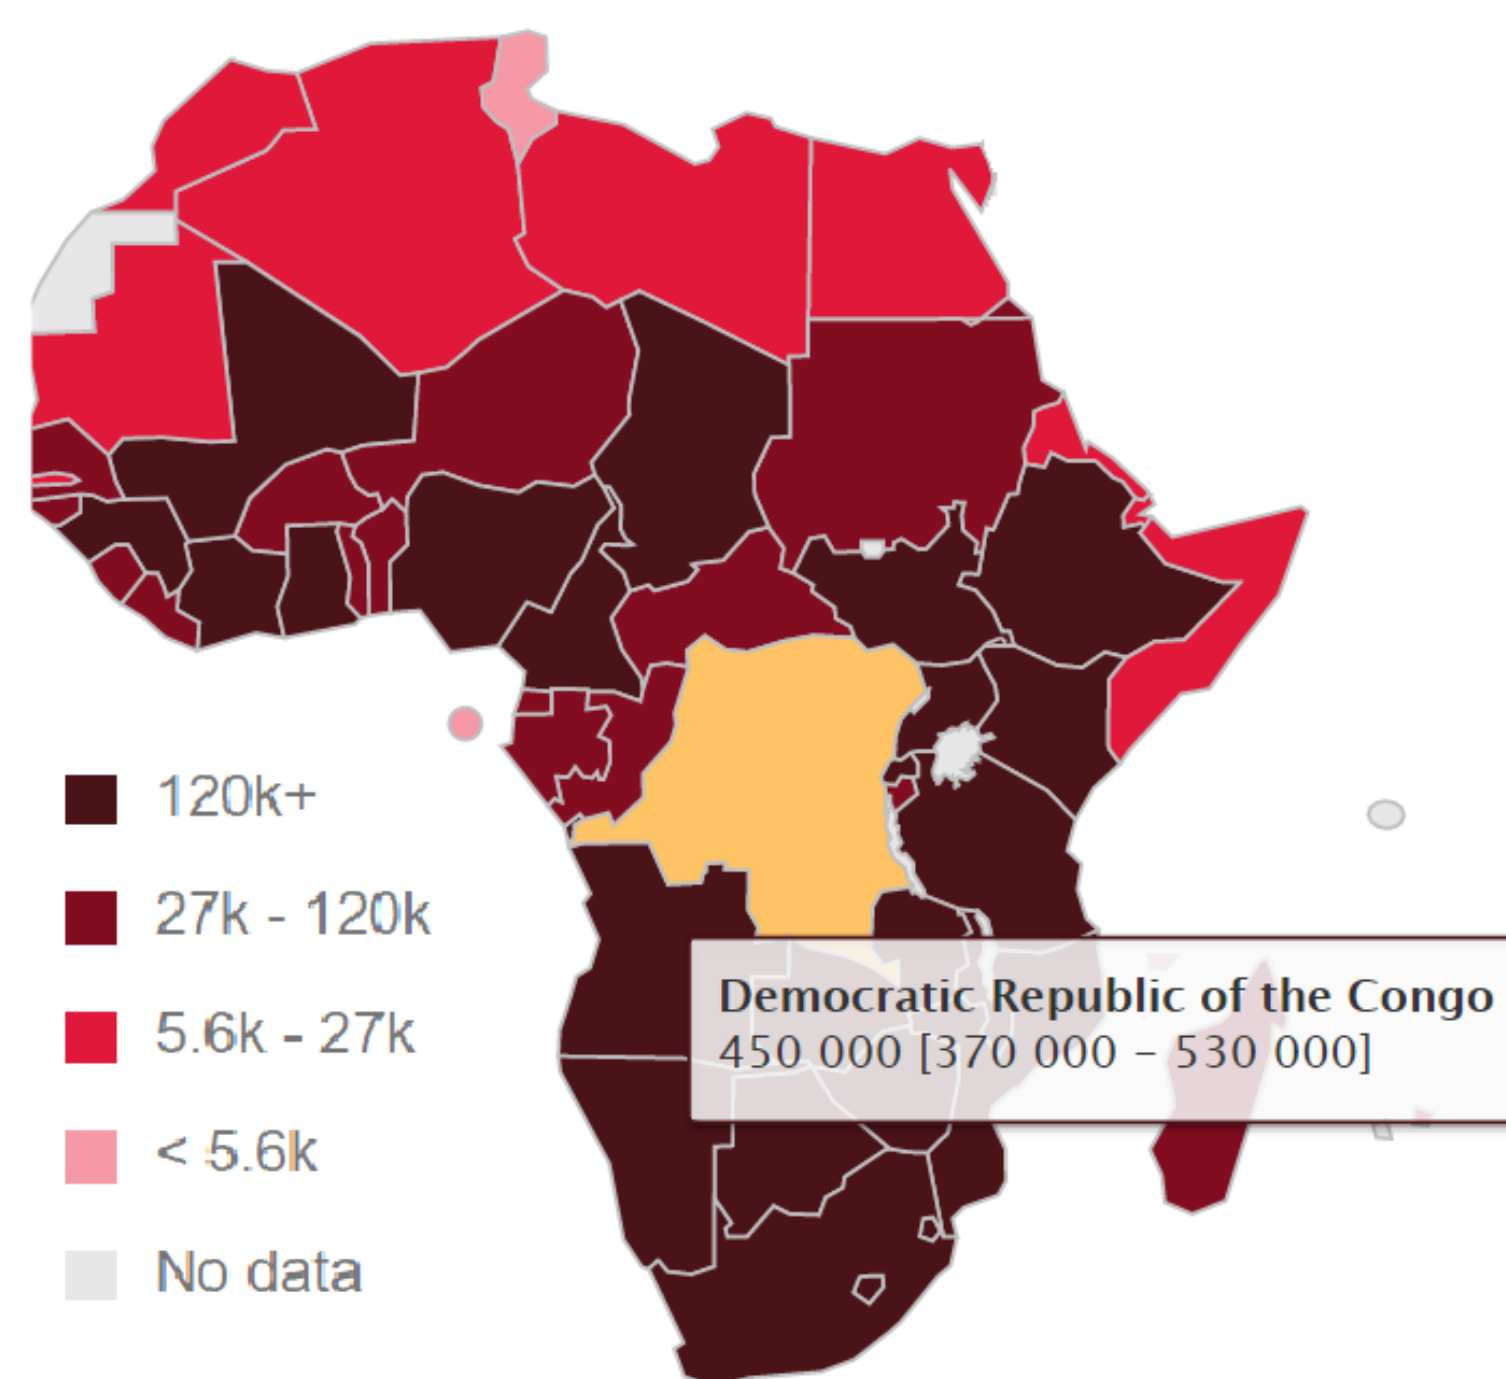 120k+
27k - 120k
5.6k - 27k
< 5.6k
No data
Democratic Republic of the Congo
450 000 [370 000 – 530 000]